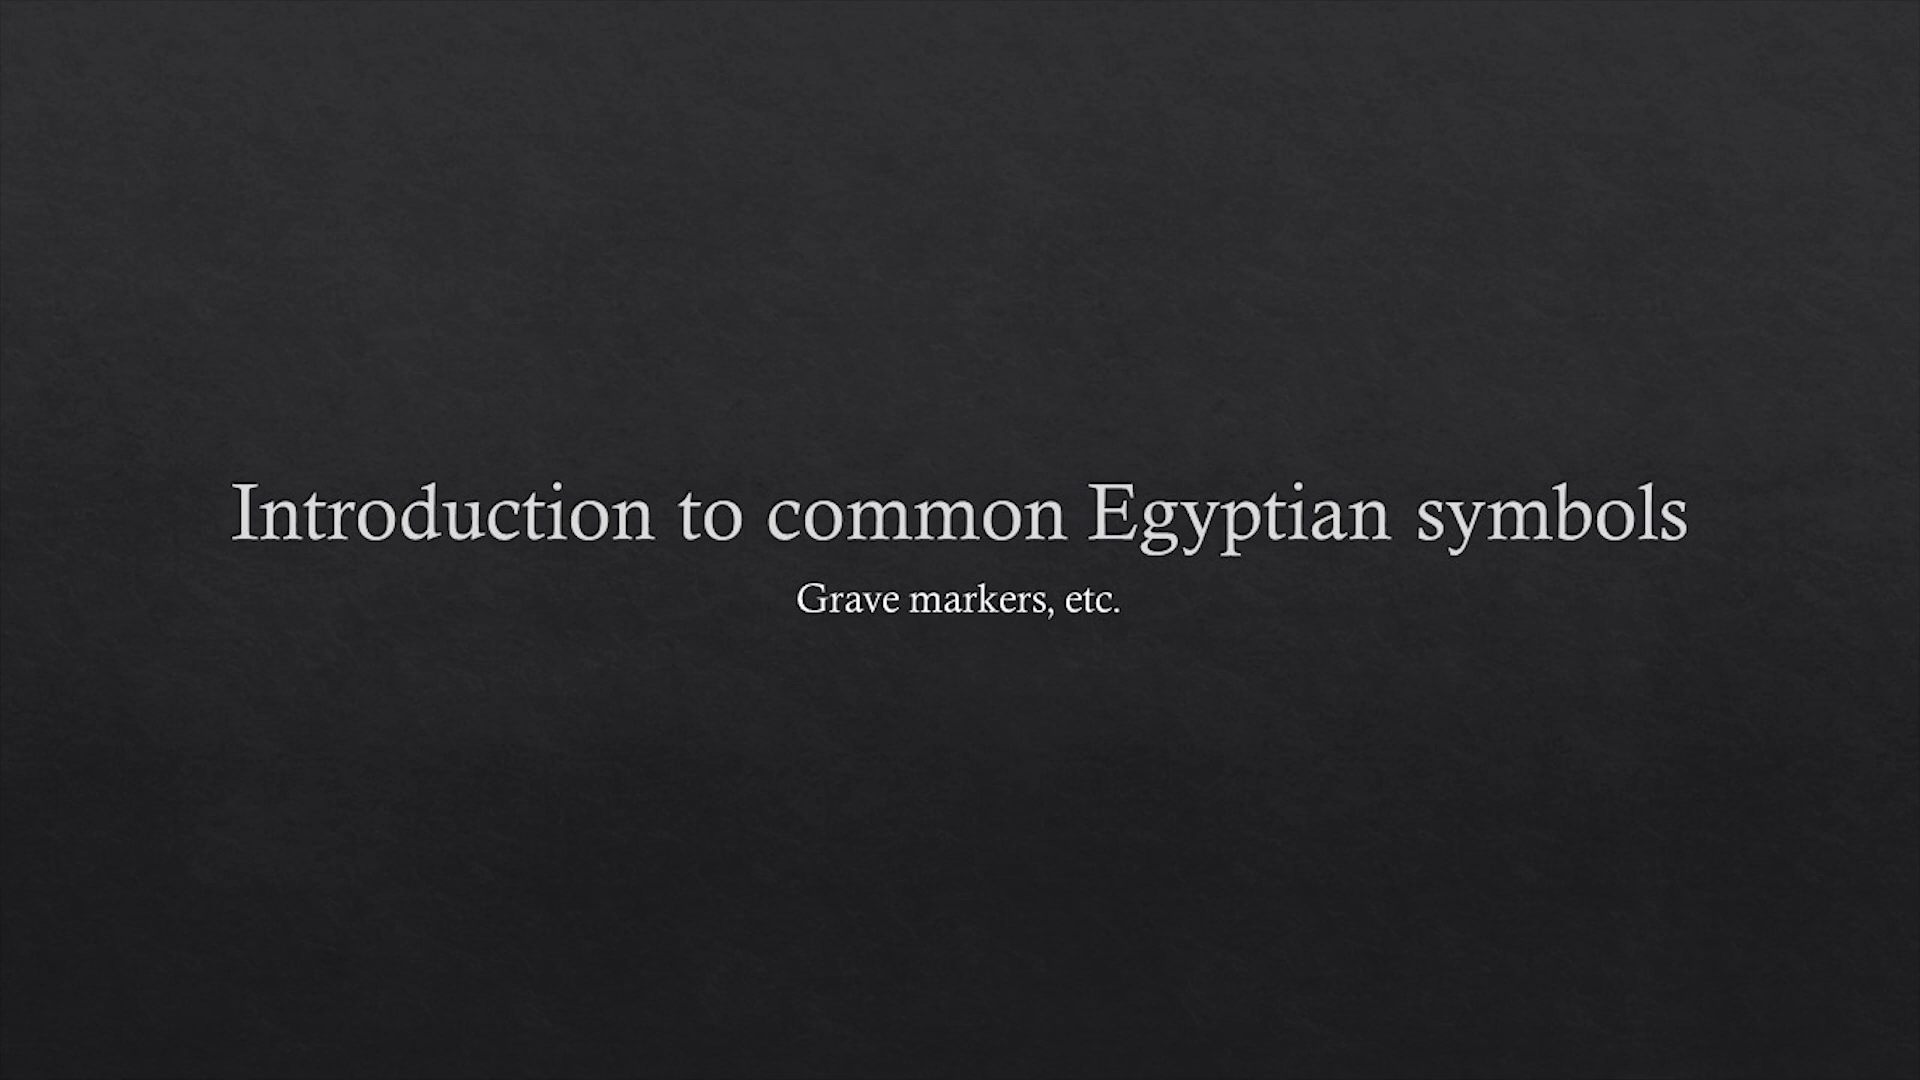 Introduction to common Egyptian symbols
Grave markers, etc.